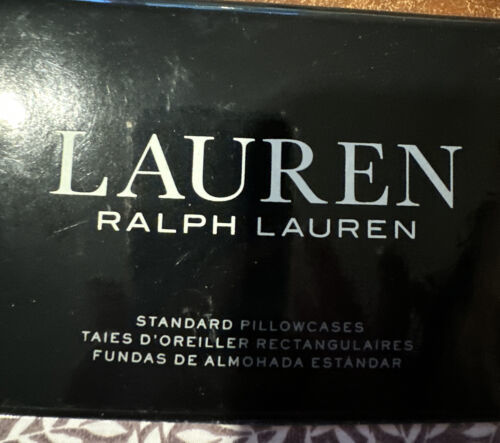 LAUREN
RALPH LAUREN
STANDARD PILLOWCASES
TAIES D'OREILLER RECTANGULAIRES
FUNDAS DE ALMOHADA ESTÁNDAR